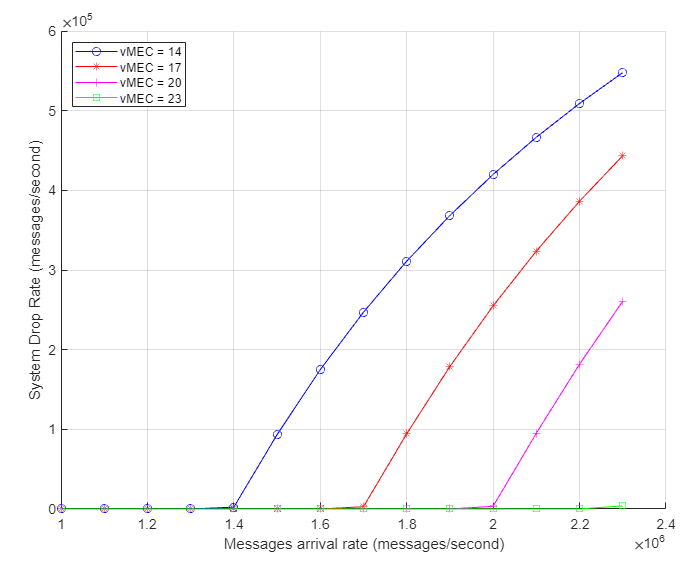 ×10^5
6
5
4
3
2
1
0
System Drop Rate (messages/second)
vMEC = 14
vMEC = 17
vMEC = 20
vMEC = 23
1 1.2 1.4 1.6 1.8 2 2.2 2.4
×10^6
Messages arrival rate (messages/second)